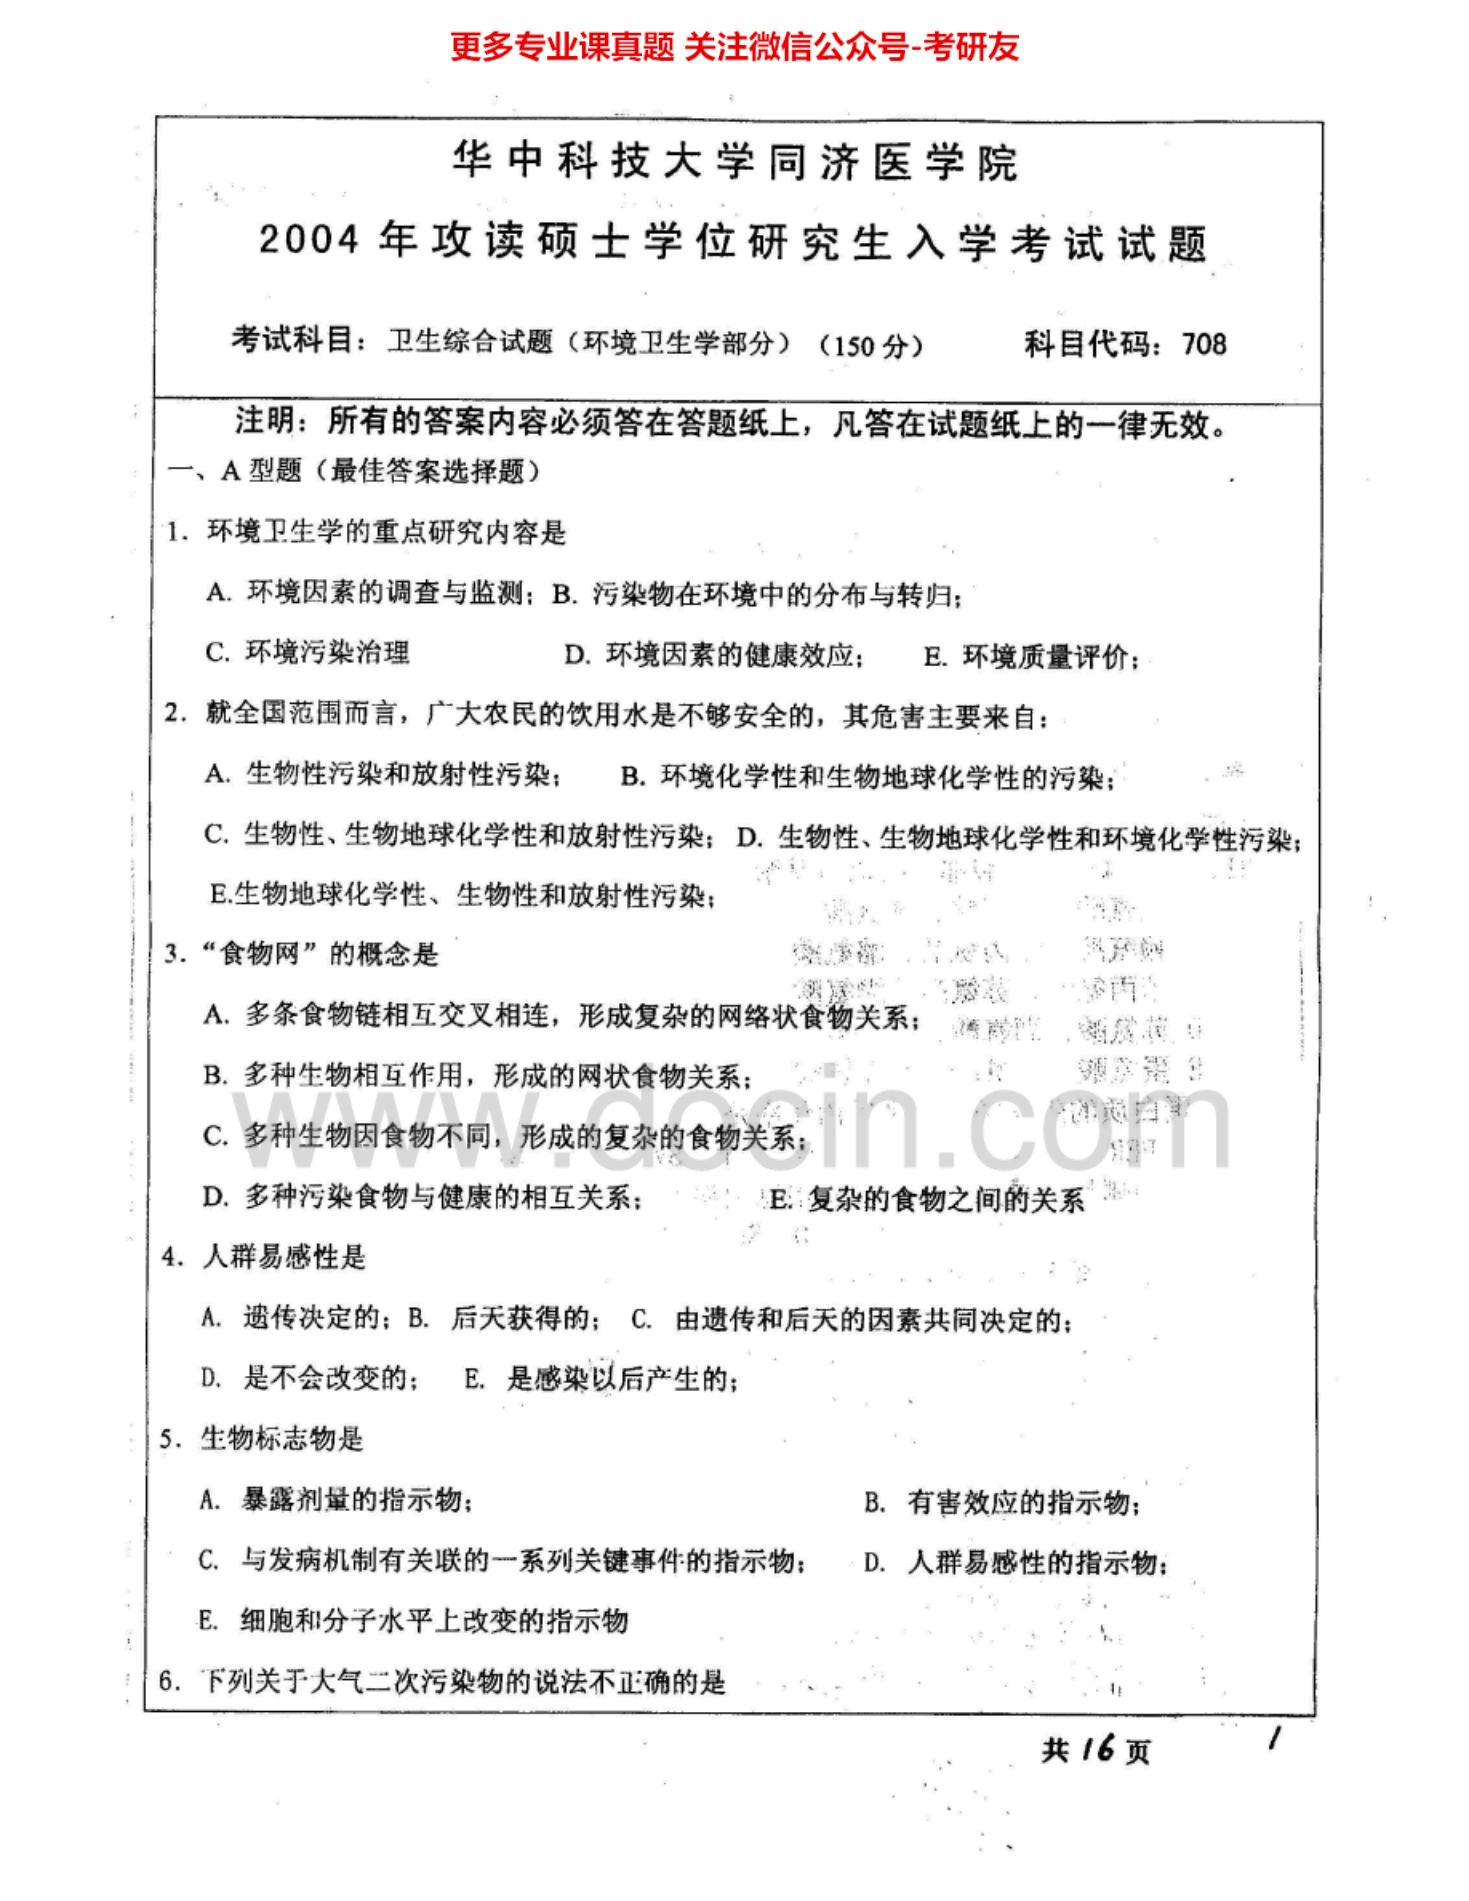 更多专业课真题 关注微信公众号-考研友
华中科技大学同济医学院
2004年攻读硕士学位研究生入学考试试题
考试科目：卫生综合试题（环境卫生学部分）（150分） 科目代码：708
注明：所有的答案内容必须答在答题纸上，凡答在试题纸上的一律无效。
一、A型题（最佳答案选择题）
1. 环境卫生学的重点研究内容是
A. 环境因素的调查与监测；B. 污染物在环境中的分布与转归；
C. 环境污染治理 D. 环境因素的健康效应； E. 环境质量评价；
2. 就全国范围而言，广大农民的饮用水是不够安全的，其危害主要来自：
A. 生物性污染和放射性污染； B. 环境化学性和生物地球化学性的污染；
C. 生物性、生物地球化学性和放射性污染； D. 生物性、生物地球化学性和环境化学性污染；
E.生物地球化学性、生物性和放射性污染；
3. “食物网”的概念是
A. 多条食物链相互交叉相连，形成复杂的网络状食物关系；
B. 多种生物相互作用，形成的网状食物关系；
C. 多种生物因食物不同，形成的复杂的食物关系；
www.docin.com
D. 多种污染食物与健康的相互关系； E. 复杂的食物之间的关系
4. 人群易感性是
A. 遗传决定的；B. 后天获得的； C. 由遗传和后天的因素共同决定的；
D. 是不会改变的； E. 是感染以后产生的；
5. 生物标志物是
A. 暴露剂量的指示物； B. 有害效应的指示物；
C. 与发病机制有关联的一系列关键事件的指示物； D. 人群易感性的指示物；
E. 细胞和分子水平上改变的指示物
6. 下列关于大气二次污染物的说法不正确的是
共16页 1